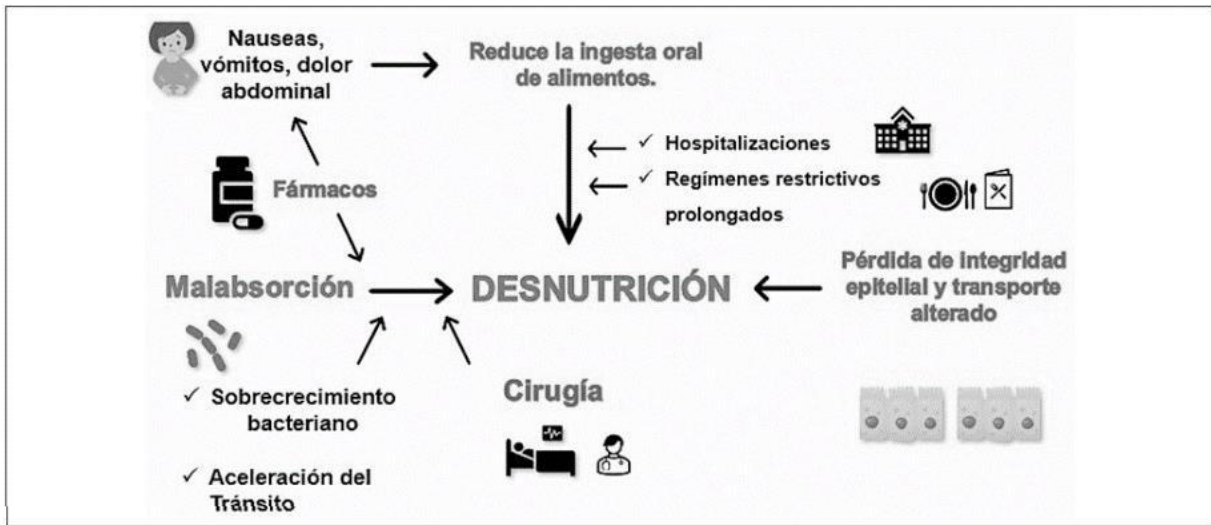 Nauseas,
vómitos, dolor
abdominal
Reduce la ingesta oral
de alimentos.
✓ Hospitalizaciones
✓ Regímenes restrictivos
prolongados
Fármacos
Malabsorción
DESNUTRICIÓN
Pérdida de integridad
epitelial y transporte
alterado
✓ Sobrecrecimiento
bacteriano
✓ Aceleración del
Tránsito
Cirugía